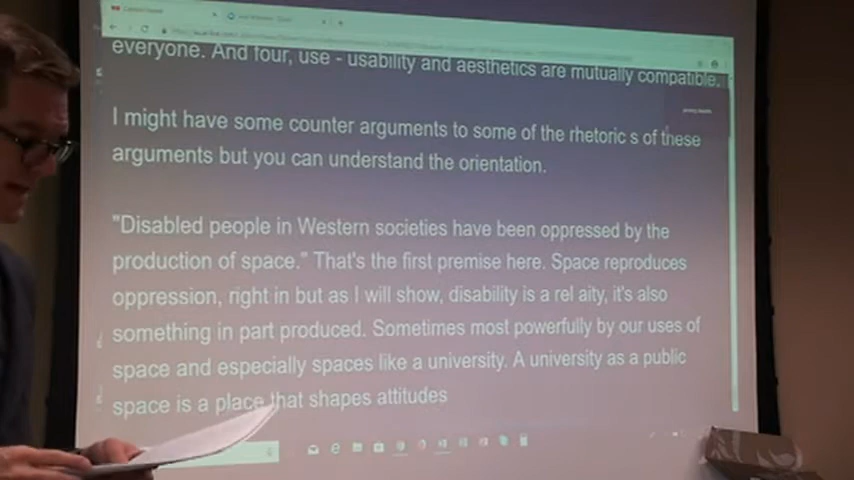 everyone. And four, use - usability and aesthetics are mutually compatible.
I might have some counter arguments to some of the rhetoric s of these
arguments but you can understand the orientation.
"Disabled people in Western societies have been oppressed by the
production of space." That's the first premise here. Space reproduces
oppression, right in but as I will show, disability is a rel aity, it's also
something in part produced. Sometimes most powerfully by our uses of
space and especially spaces like a university. A university as a public
space is a place that shapes attitudes